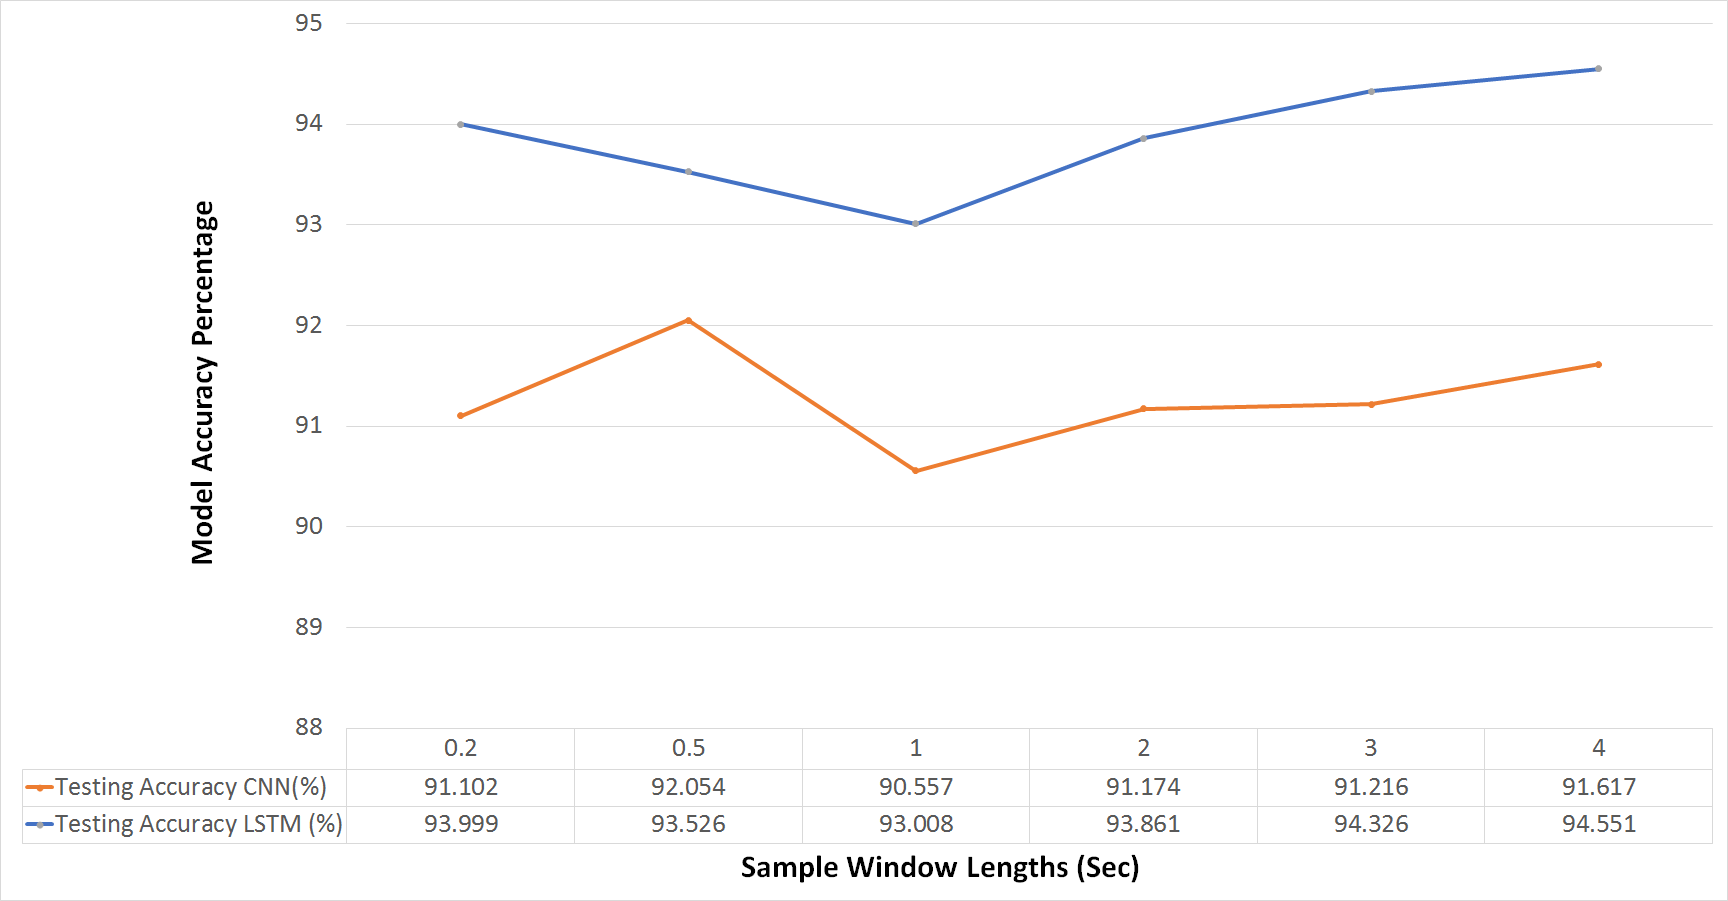 95
94
93
92
91
90
89
88
Model Accuracy Percentage
0.2 0.5 1 2 3 4
Testing Accuracy CNN(%) 91.102 92.054 90.557 91.174 91.216 91.617
Testing Accuracy LSTM (%) 93.999 93.526 93.008 93.861 94.326 94.551
Sample Window Lengths (Sec)